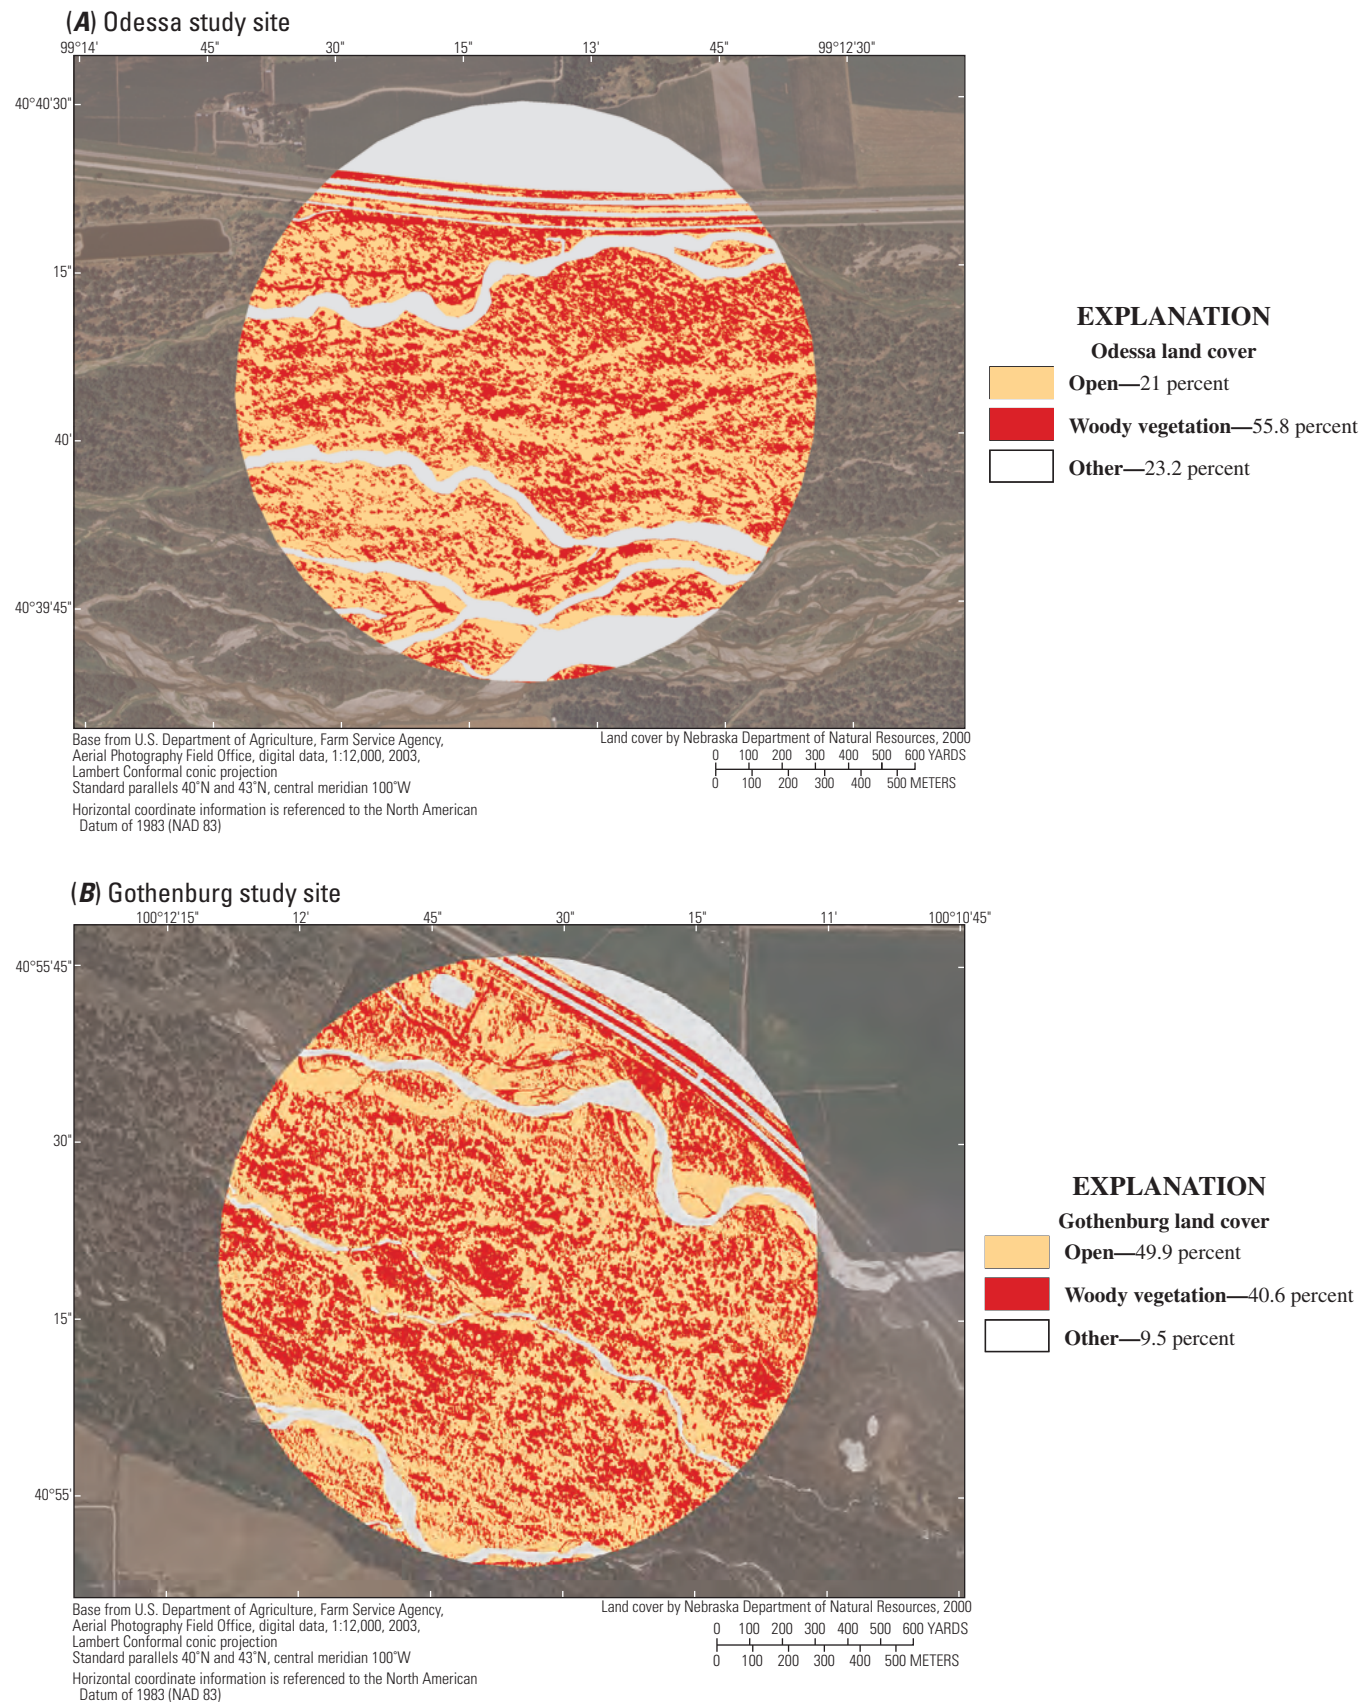 (A) Odessa study site
99°14' 45" 30" 15" 13' 45" 99°12'30"
40°40'30"
15"
40'
40°39'45"
EXPLANATION
Odessa land cover
Open—21 percent
Woody vegetation—55.8 percent
Other—23.2 percent
Base from U.S. Department of Agriculture, Farm Service Agency,
Aerial Photography Field Office, digital data, 1:12,000, 2003,
Lambert Conformal conic projection
Standard parallels 40°N and 43°N, central meridian 100°W
Horizontal coordinate information is referenced to the North American
Datum of 1983 (NAD 83)
Land cover by Nebraska Department of Natural Resources, 2000
0 100 200 300 400 500 600 YARDS
0 100 200 300 400 500 METERS
(B) Gothenburg study site
100°12'15" 12' 45" 30" 15" 11' 100°10'45"
40°55'45"
30"
15"
40°55'
EXPLANATION
Gothenburg land cover
Open—49.9 percent
Woody vegetation—40.6 percent
Other—9.5 percent
Base from U.S. Department of Agriculture, Farm Service Agency,
Aerial Photography Field Office, digital data, 1:12,000, 2003,
Lambert Conformal conic projection
Standard parallels 40°N and 43°N, central meridian 100°W
Horizontal coordinate information is referenced to the North American
Datum of 1983 (NAD 83)
Land cover by Nebraska Department of Natural Resources, 2000
0 100 200 300 400 500 600 YARDS
0 100 200 300 400 500 METERS